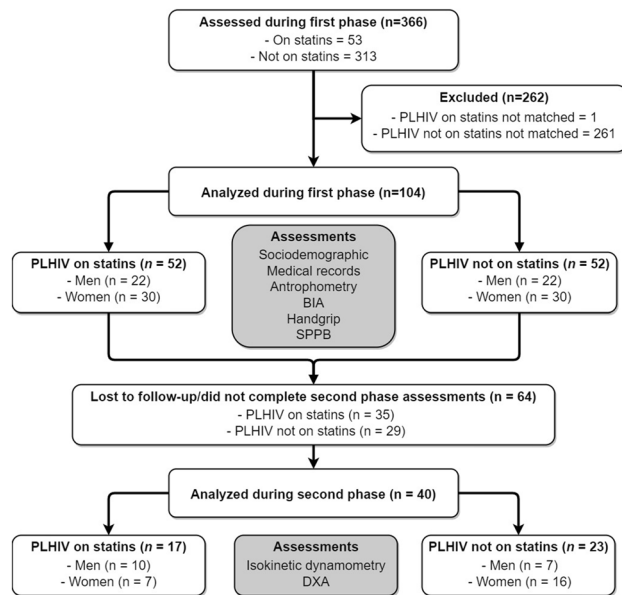 Assessed during first phase (n=366)
- On statins = 53
- Not on statins = 313
Excluded (n=262)
- PLHIV on statins not matched = 1
- PLHIV not on statins not matched = 261
Analyzed during first phase (n=104)
PLHIV on statins (n = 52)
- Men (n = 22)
- Women (n = 30)
Assessments
Sociodemographic
Medical records
Antrophometry
BIA
Handgrip
SPPB
PLHIV not on statins (n = 52)
- Men (n = 22)
- Women (n = 30)
Lost to follow-up/did not complete second phase assessments (n = 64)
- PLHIV on statins (n = 35)
- PLHIV not on statins (n = 29)
Analyzed during second phase (n = 40)
PLHIV on statins (n = 17)
- Men (n = 10)
- Women (n = 7)
Assessments
Isokinetic dynamometry
DXA
PLHIV not on statins (n = 23)
- Men (n = 7)
- Women (n = 16)